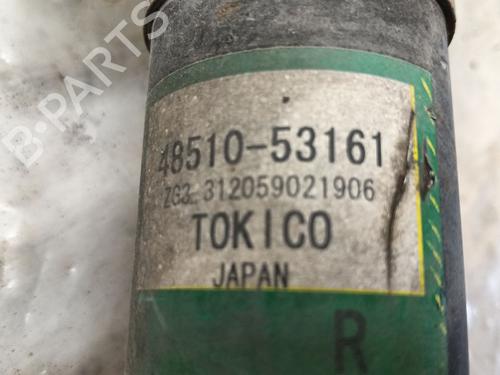 48510-53161
ZG3 312059021906
TOKICO
JAPAN
R
B-PARTS